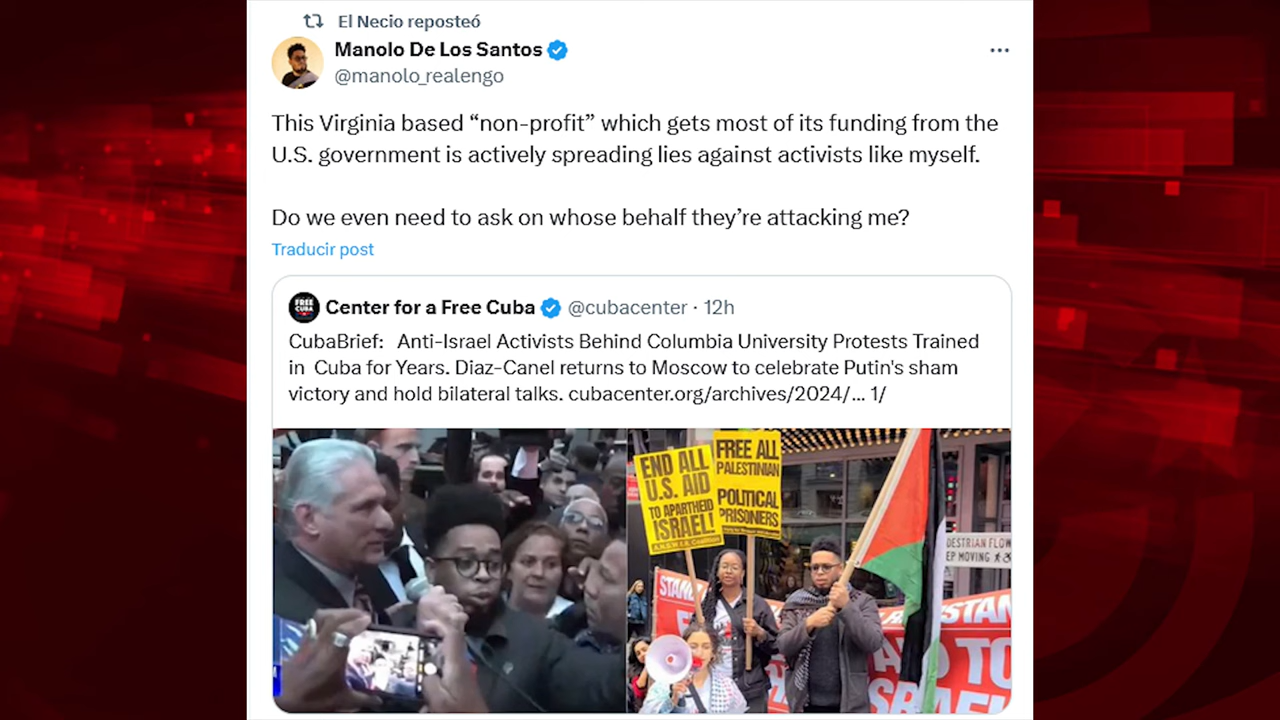 El Necio reposteó
Manolo De Los Santos
@manolo_realengo
This Virginia based “non-profit” which gets most of its funding from the
U.S. government is actively spreading lies against activists like myself.
Do we even need to ask on whose behalf they’re attacking me?
Traducir post
FREE
CUBA
Center for a Free Cuba @cubacenter · 12h
CubaBrief: Anti-Israel Activists Behind Columbia University Protests Trained
in Cuba for Years. Diaz-Canel returns to Moscow to celebrate Putin's sham
victory and hold bilateral talks. cubacenter.org/archives/2024/... 1/
END ALL
U.S. AID
TO APARTHEID
ISRAEL!
FREE ALL
PALESTINIAN
POLITICAL
PRISONERS
DESTRIAN FLOW
EP MOVING
STAN